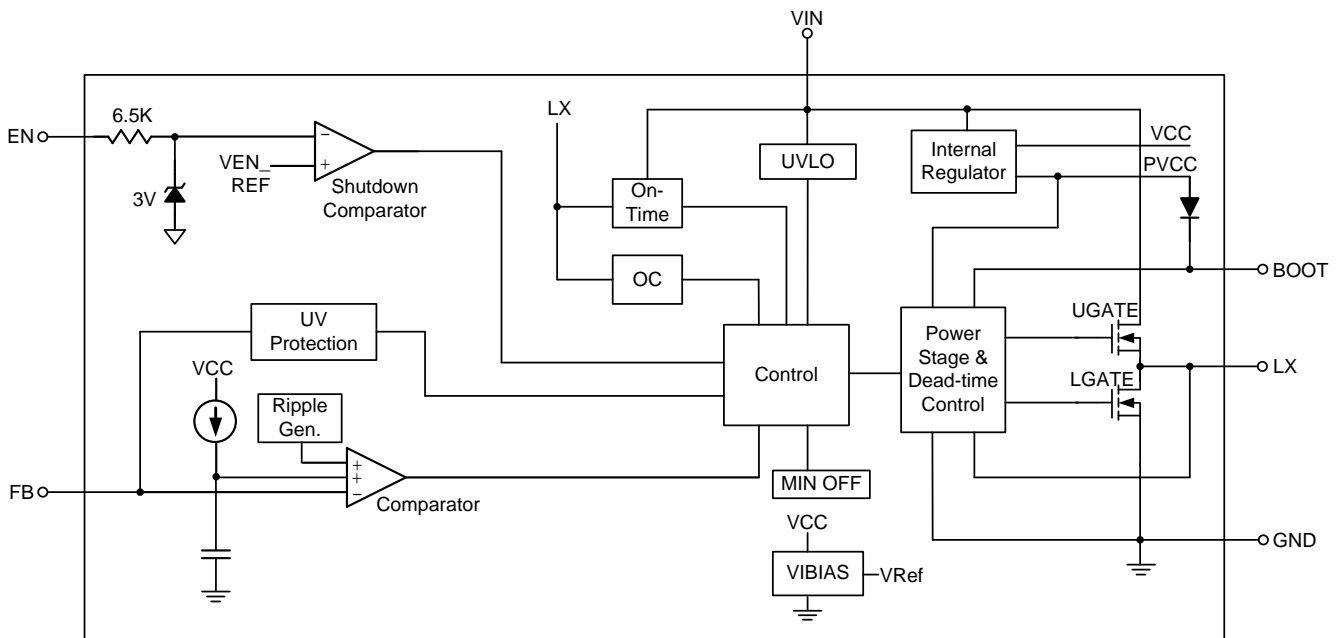 VIN
EN
6.5K
3V
VEN_
REF
−
+
Shutdown
Comparator
LX
On-
Time
OC
UVLO
Internal
Regulator
VCC
PVCC
BOOT
UV
Protection
VCC
Ripple
Gen.
Control
Power
Stage &
Dead-time
Control
UGATE
LGATE
LX
FB
+
+
−
Comparator
MIN OFF
VCC
VIBIAS
VRef
GND